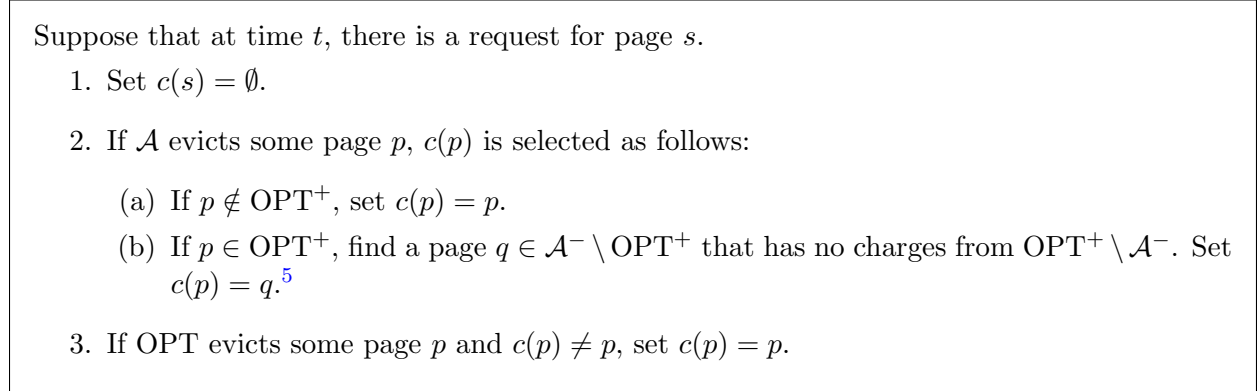 Suppose that at time t, there is a request for page s.
1. Set c(s) = ∅.
2. If 𝒜 evicts some page p, c(p) is selected as follows:
(a) If p ∉ OPT⁺, set c(p) = p.
(b) If p ∈ OPT⁺, find a page q ∈ 𝒜⁻ \ OPT⁺ that has no charges from OPT⁺ \ 𝒜⁻. Set
c(p) = q.⁵
3. If OPT evicts some page p and c(p) ≠ p, set c(p) = p.